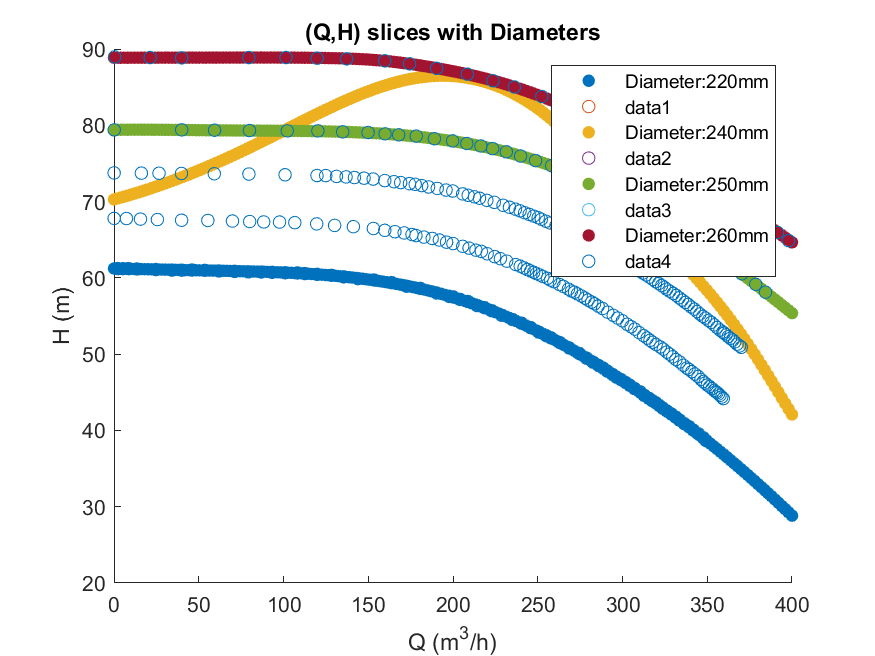 (Q,H) slices with Diameters
90
80
70
60
50
40
30
20
H (m)
0 50 100 150 200 250 300 350 400
Q (m³/h)
Diameter:220mm
data1
Diameter:240mm
data2
Diameter:250mm
data3
Diameter:260mm
data4